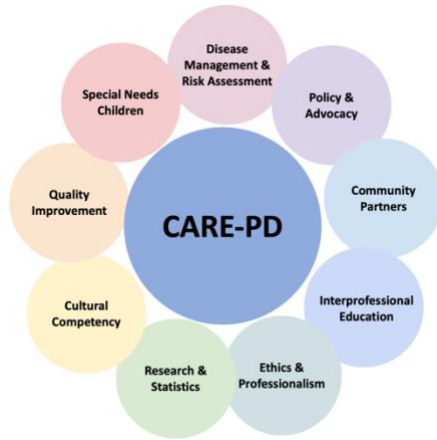 Disease
Management &
Risk Assessment
Policy &
Advocacy
Community
Partners
Interprofessional
Education
Ethics &
Professionalism
Research &
Statistics
Cultural
Competency
Quality
Improvement
Special Needs
Children
CARE-PD